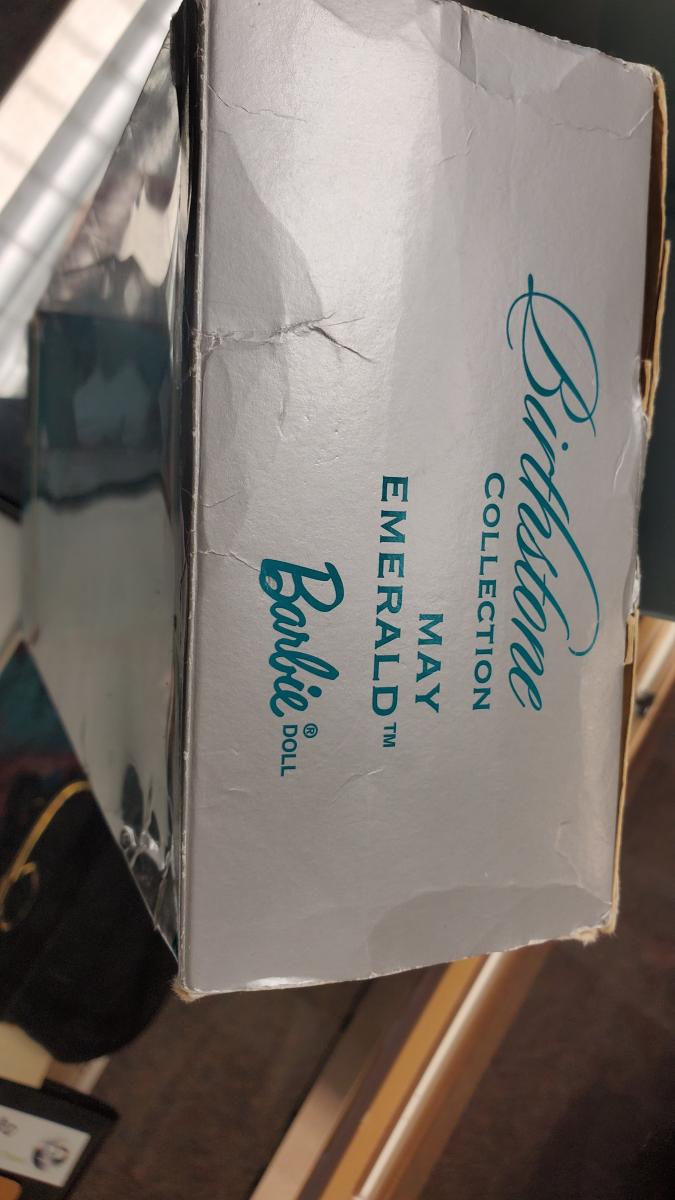 Birthstone
COLLECTION
MAY
EMERALD™
Barbie® DOLL